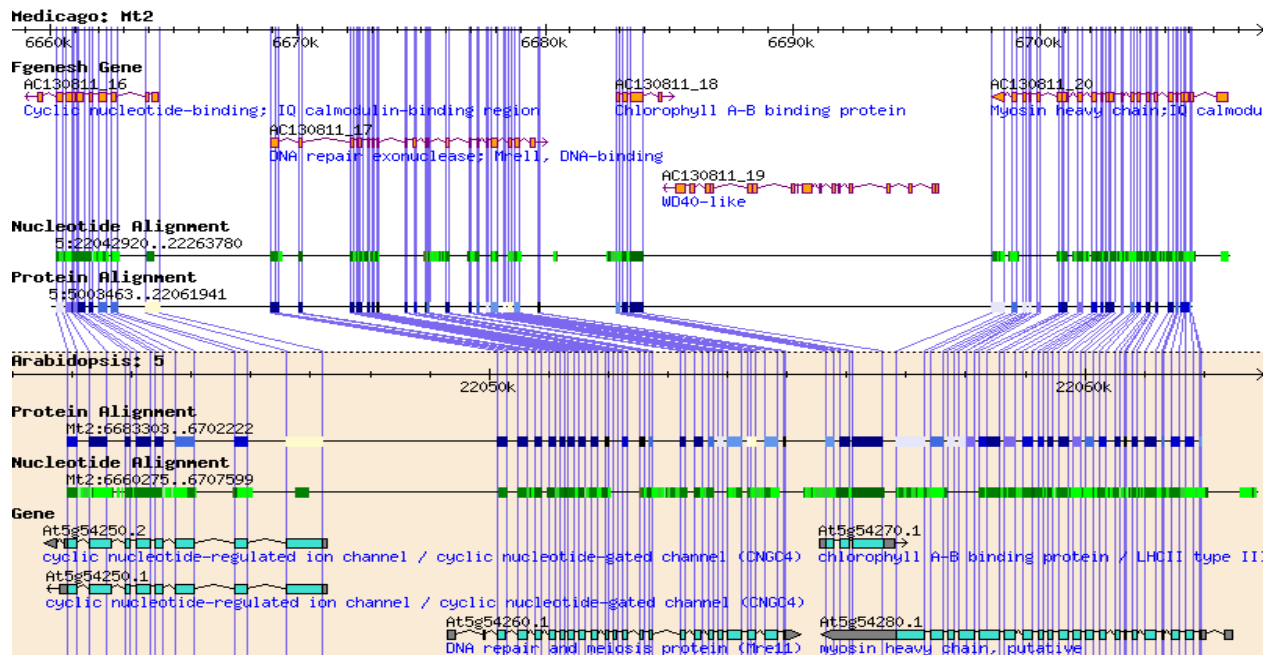 Medicago: Mt2
6660k 6670k 6680k 6690k 6700k
Fgenesh Gene
AC130811_16 AC130811_18 AC130811_20
Cyclic nucleotide-binding; IQ calmodulin-binding region Chlorophyll A-B binding protein Myosin heavy chain;IQ calmodu
AC130811_17
DNA repair exonuclease; Mre11, DNA-binding
AC130811_19
WD40-like
Nucleotide Alignment
5:22042920..22263780
Protein Alignment
5:5003463..22061941
Arabidopsis: 5
22050k 22060k
Protein Alignment
Mt2:6683303..6702222
Nucleotide Alignment
Mt2:6660275..6707599
Gene
At5g54250.2 At5g54270.1
cyclic nucleotide-regulated ion channel / cyclic nucleotide-gated channel (CNGC4) chlorophyll A-B binding protein / LHCII type III
At5g54250.1
cyclic nucleotide-regulated ion channel / cyclic nucleotide-gated channel (CNGC4)
At5g54260.1 At5g54280.1
DNA repair and meiosis protein (Mre11) myosin heavy chain, putative